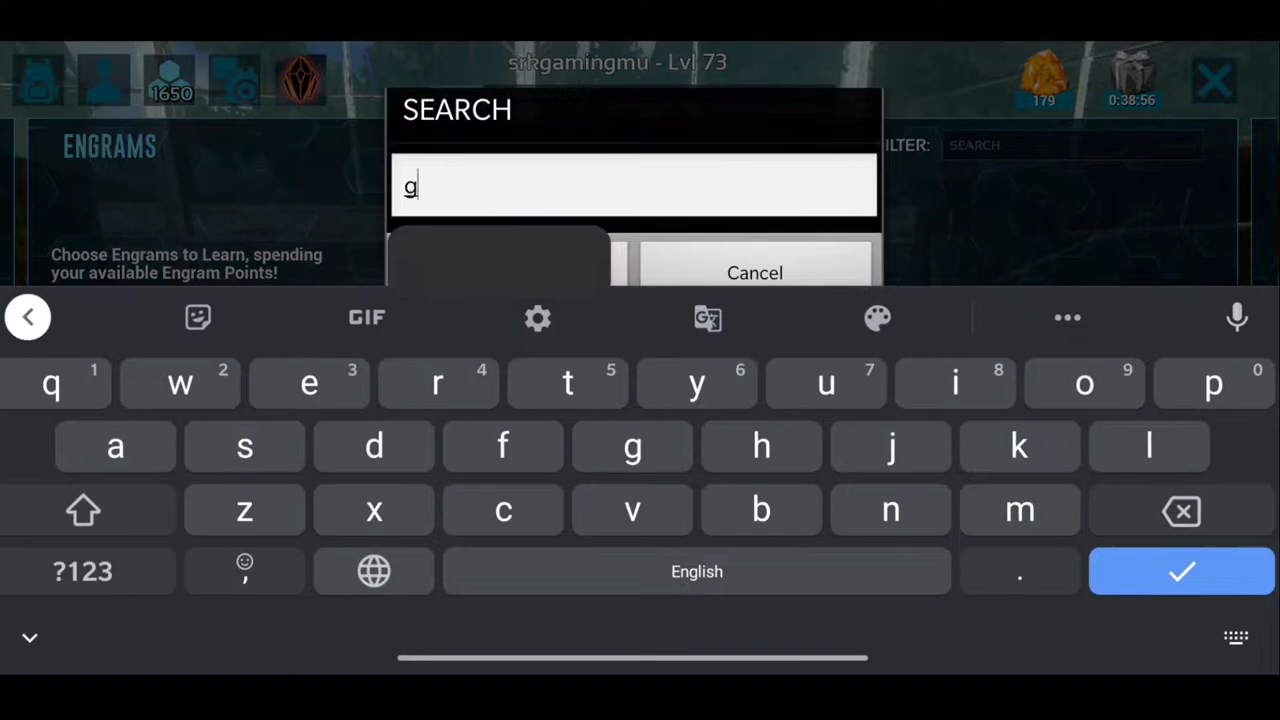 srkgamingmu - Lvl 73
1650
179
0:38:56
SEARCH
ENGRAMS
ILTER:
SEARCH
g
Choose Engrams to Learn, spending
your available Engram Points!
Cancel
GIF
q 1 w 2 e 3 r 4 t 5 y 6 u 7 i 8 o 9 p 0
a s d f g h j k l
z x c v b n m
?123 , English .